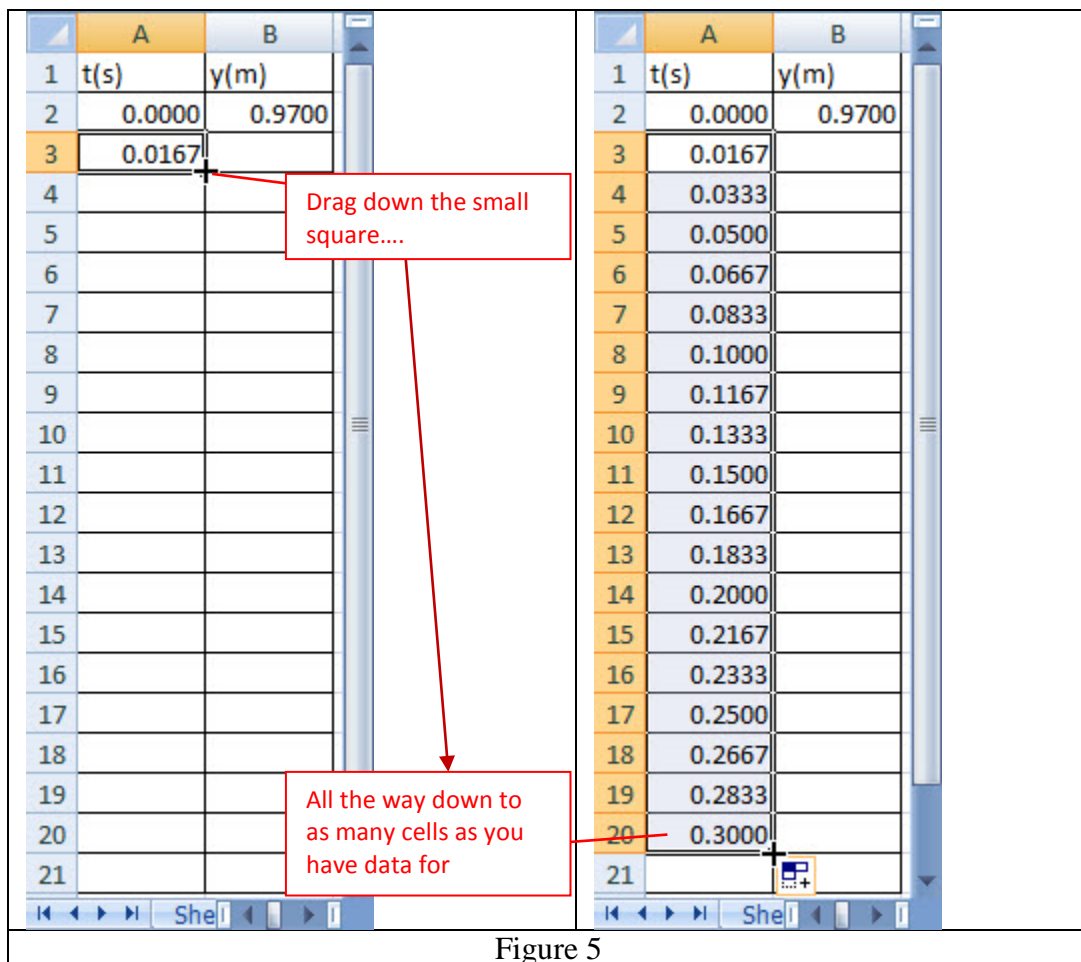 A B
1 t(s) y(m)
2 0.0000 0.9700
3 0.0167
4
5
6
7
8
9
10
11
12
13
14
15
16
17
18
19
20
21
She
Drag down the small
square....
All the way down to
as many cells as you
have data for
A B
1 t(s) y(m)
2 0.0000 0.9700
3 0.0167
4 0.0333
5 0.0500
6 0.0667
7 0.0833
8 0.1000
9 0.1167
10 0.1333
11 0.1500
12 0.1667
13 0.1833
14 0.2000
15 0.2167
16 0.2333
17 0.2500
18 0.2667
19 0.2833
20 0.3000
21
She
Figure 5